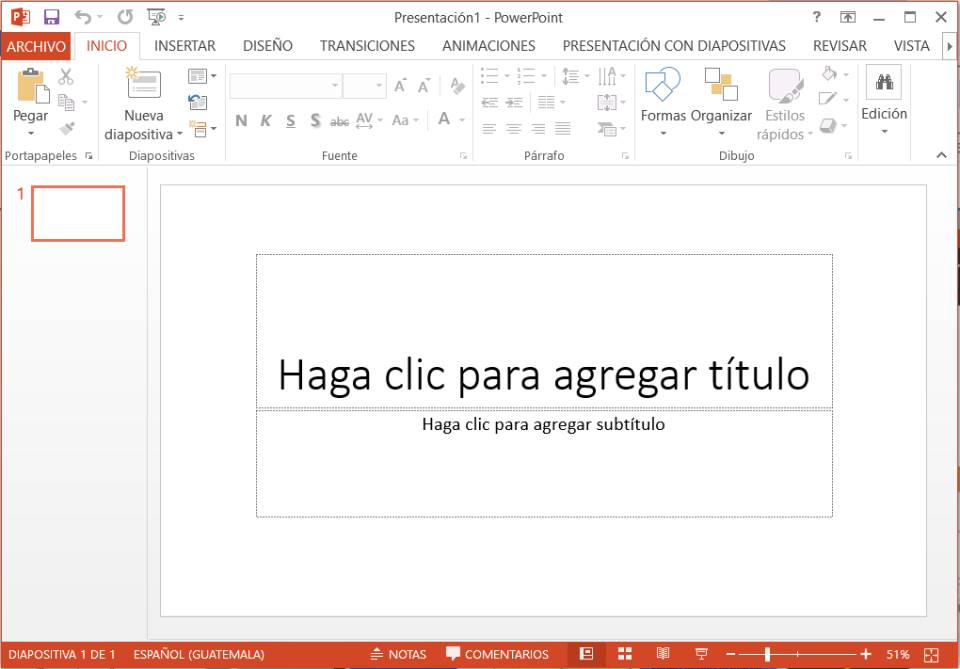 Presentación1 - PowerPoint
ARCHIVO INICIO INSERTAR DISEÑO TRANSICIONES ANIMACIONES PRESENTACIÓN CON DIAPOSITIVAS REVISAR VISTA
Pegar
Nueva
diapositiva
N K S S abc AV Aa A
Formas Organizar Estilos
rápidos
Edición
Portapapeles Diapositivas Fuente Párrafo Dibujo
1
Haga clic para agregar título
Haga clic para agregar subtítulo
DIAPOSITIVA 1 DE 1 ESPAÑOL (GUATEMALA) NOTAS COMENTARIOS 51%